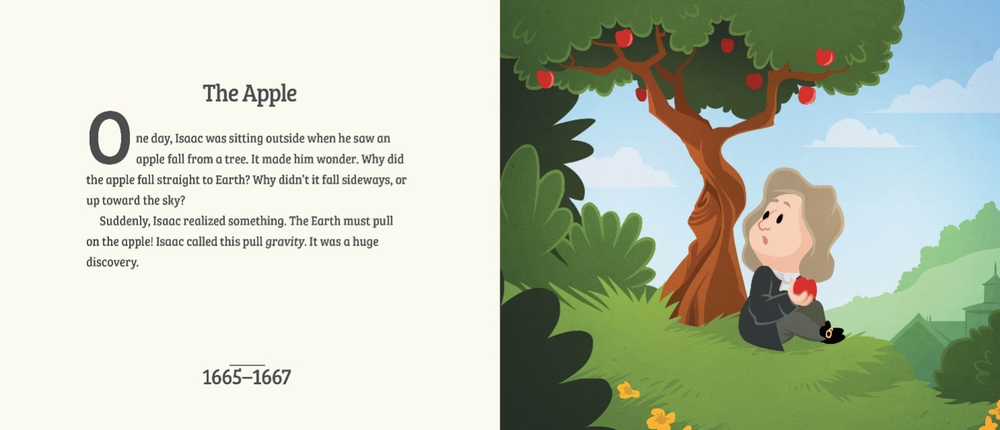 The Apple
One day, Isaac was sitting outside when he saw an
apple fall from a tree. It made him wonder. Why did
the apple fall straight to Earth? Why didn’t it fall sideways, or
up toward the sky?
Suddenly, Isaac realized something. The Earth must pull
on the apple! Isaac called this pull gravity. It was a huge
discovery.
1665–1667